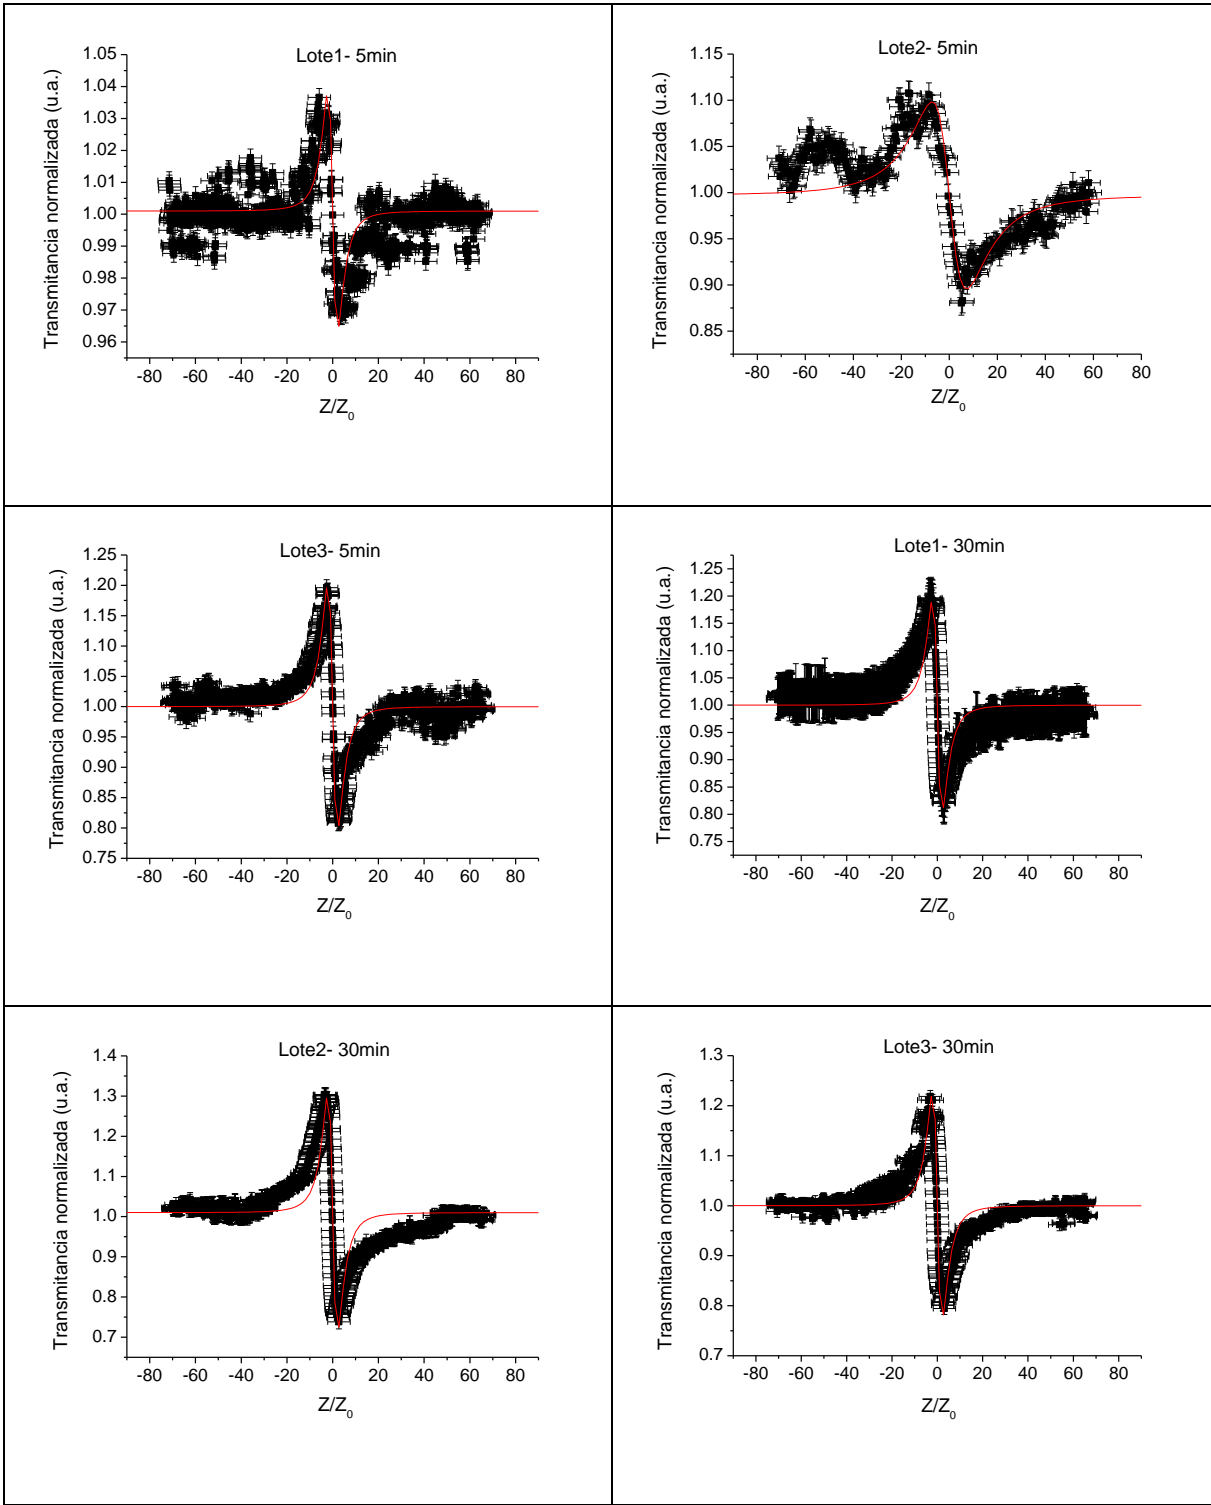 Lote1- 5min
Transmitancia normalizada (u.a.)
1.05
1.04
1.03
1.02
1.01
1.00
0.99
0.98
0.97
0.96
-80 -60 -40 -20 0 20 40 60 80
Z/Z0
Lote2- 5min
Transmitancia normalizada (u.a.)
1.15
1.10
1.05
1.00
0.95
0.90
0.85
-80 -60 -40 -20 0 20 40 60 80
Z/Z0
Lote3- 5min
Transmitancia normalizada (u.a.)
1.25
1.20
1.15
1.10
1.05
1.00
0.95
0.90
0.85
0.80
0.75
-80 -60 -40 -20 0 20 40 60 80
Z/Z0
Lote1- 30min
Transmitancia normalizada (u.a.)
1.25
1.20
1.15
1.10
1.05
1.00
0.95
0.90
0.85
0.80
0.75
-80 -60 -40 -20 0 20 40 60 80
Z/Z0
Lote2- 30min
Transmitancia normalizada (u.a.)
1.4
1.3
1.2
1.1
1.0
0.9
0.8
0.7
-80 -60 -40 -20 0 20 40 60 80
Z/Z0
Lote3- 30min
Transmitancia normalizada (u.a.)
1.3
1.2
1.1
1.0
0.9
0.8
0.7
-80 -60 -40 -20 0 20 40 60 80
Z/Z0